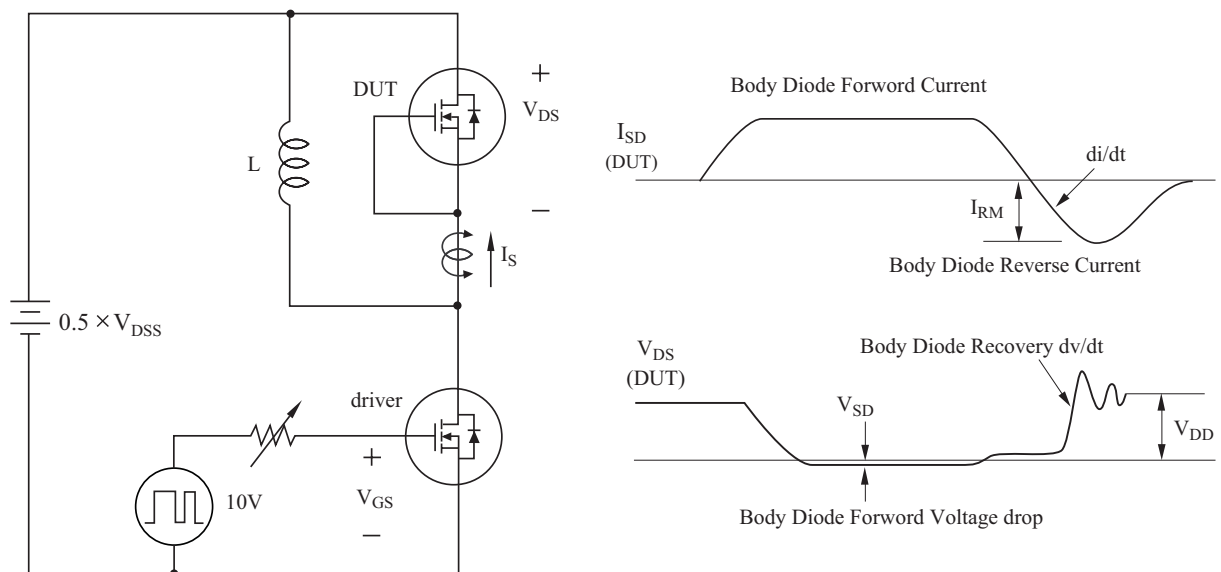 DUT
+
V_DS
−
L
I_S
0.5 × V_DSS
driver
+
V_GS
−
10V
Body Diode Forword Current
I_SD
(DUT)
di/dt
I_RM
Body Diode Reverse Current
V_DS
(DUT)
Body Diode Recovery dv/dt
V_SD
V_DD
Body Diode Forword Voltage drop